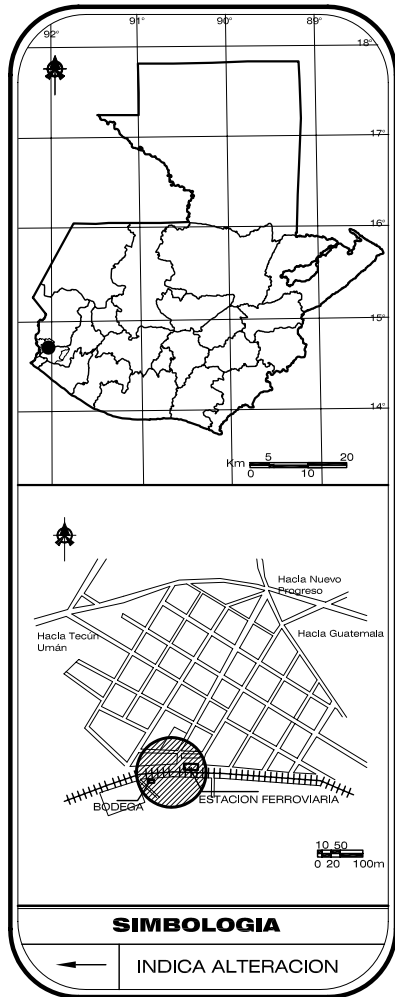 92° 91° 90° 89°
18°
17°
16°
15°
14°
Km 5 20
0 10
Hacla Nuevo
Progreso
Hacla Tecún
Umán
Hacla Guatemala
BODEGA
ESTACION FERROVIARIA
10 50
0 20 100m
SIMBOLOGIA
INDICA ALTERACION